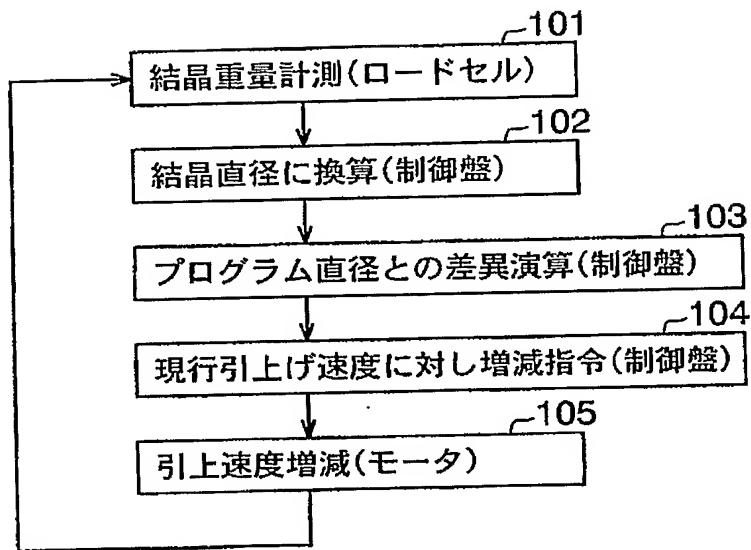 101
結晶重量計測(ロードセル)
102
結晶直径に換算(制御盤)
103
プログラム直径との差異演算(制御盤)
104
現行引上げ速度に対し増減指令(制御盤)
105
引上速度増減(モータ)